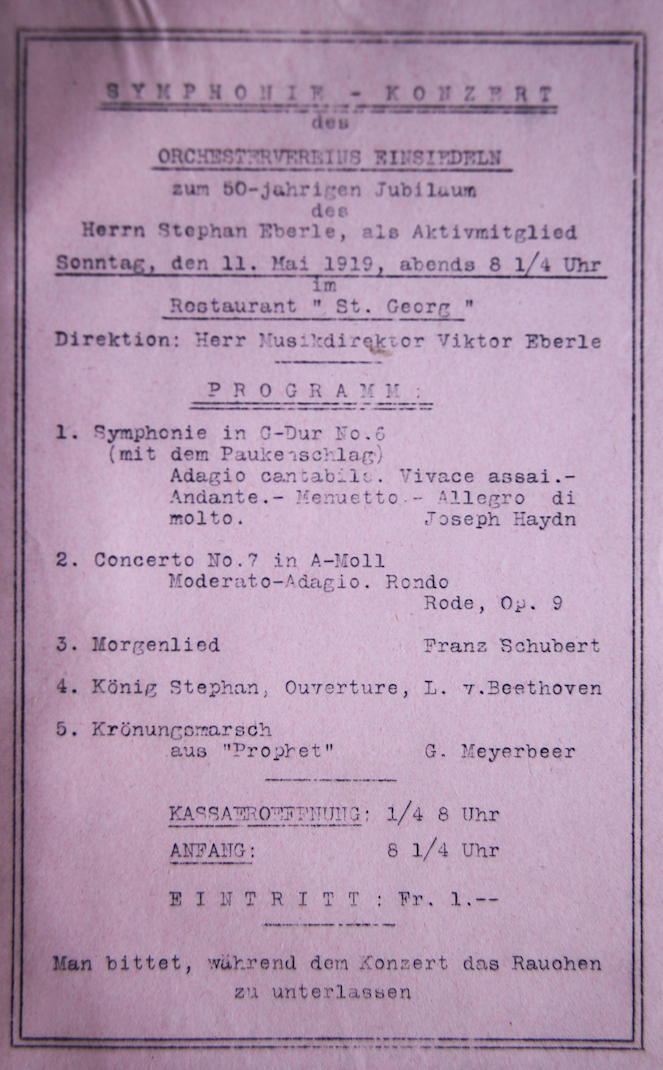 SYMPHONIE - KONZERT
des
ORCHESTERVEREINS EINSIEDELN
zum 50-jahrigen Jubilaum
des
Herrn Stephan Eberle, als Aktivmitglied
Sonntag, den 11. Mai 1919, abends 8 1/4 Uhr
im
Restaurant " St. Georg "
Direktion: Herr Musikdirektor Viktor Eberle
PROGRAMM:
1. Symphonie in G-Dur No.6
(mit dem Paukenschlag)
Adagio cantabile. Vivace assai.-
Andante.- Menuetto.- Allegro di
molto. Joseph Haydn
2. Concerto No.7 in A-Moll
Moderato-Adagio. Rondo
Rode, Op. 9
3. Morgenlied Franz Schubert
4. König Stephan, Ouverture, L. v.Beethoven
5. Krönungsmarsch
aus "Prophet" G. Meyerbeer
KASSAEROEFFNUNG: 1/4 8 Uhr
ANFANG: 8 1/4 Uhr
EINTRITT: Fr. 1.--
Man bittet, während dem Konzert das Rauchen
zu unterlassen